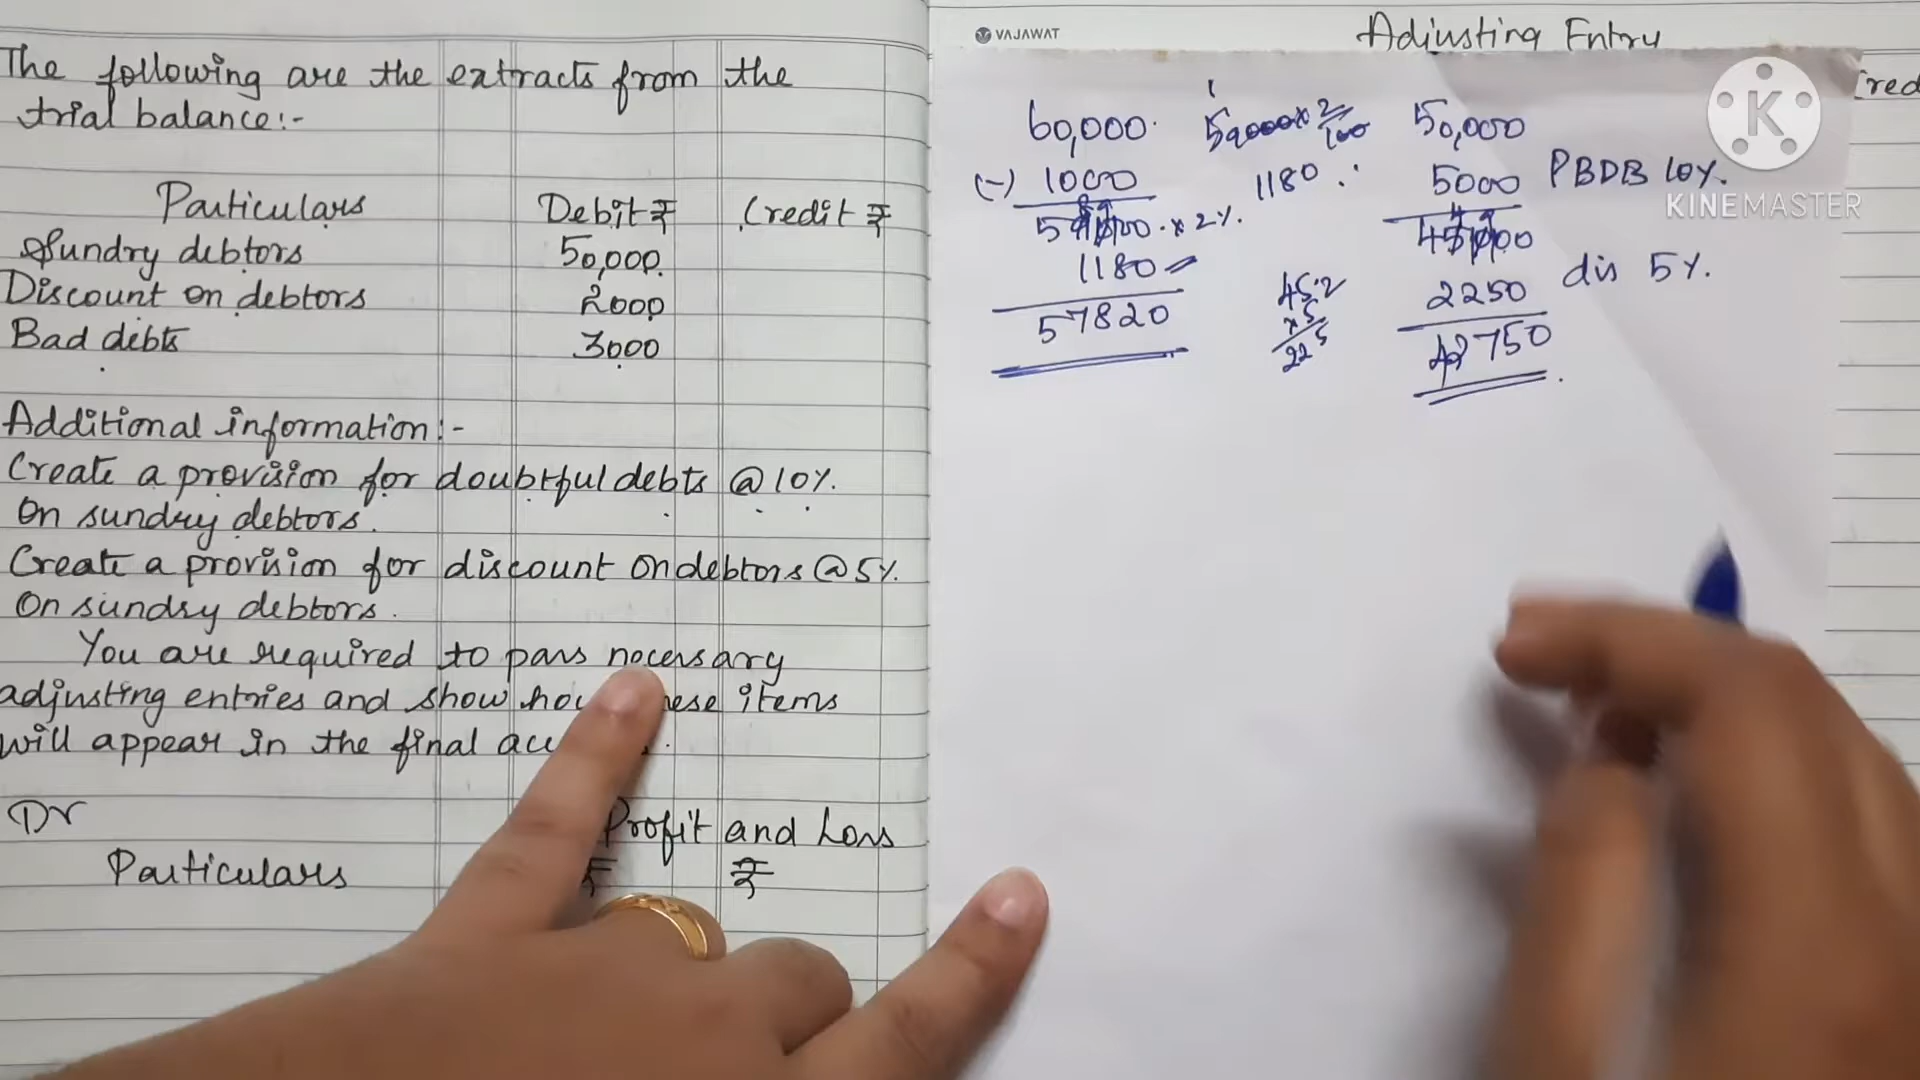 The following are the extracts from the
trial balance:-
Particulars Debit ₹ Credit ₹
Sundry debtors 50,000.
Discount on debtors 2000
Bad debts 3000
Additional information:-
Create a provision for doubtful debts @ 10%.
On sundry debtors.
Create a provision for discount on debtors @ 5%.
On sundry debtors.
You are required to pass necessary
adjusting entries and show these items
will appear in the final
Dr Profit and Loss
Particulars ₹ ₹
VAJAWAT
Adjusting Entry
60,000.
(-) 1000
1180
57820
1180
50,000
5000 PBDB 10%.
2250 dis 5%.
42750
K
KINEMASTER